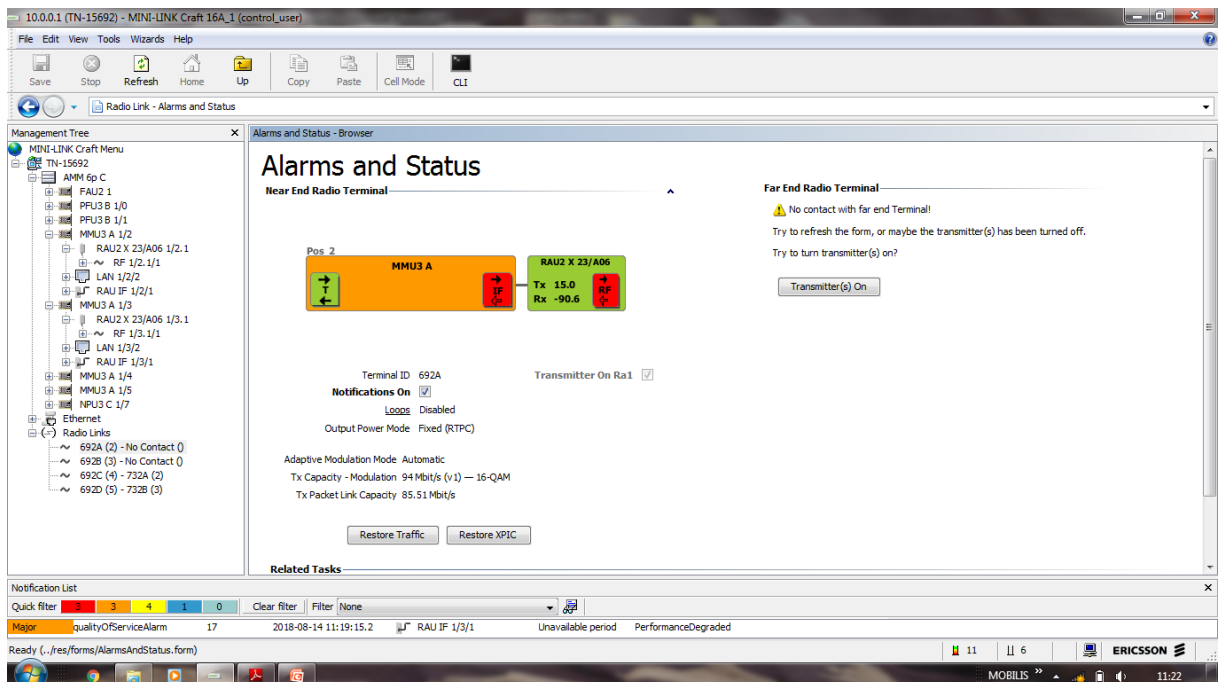 10.0.0.1 (TN-15692) - MINI-LINK Craft 16A_1 (control_user)
File Edit View Tools Wizards Help
Save Stop Refresh Home Up Copy Paste Cell Mode CLI
Radio Link - Alarms and Status
Management Tree
MINI-LINK Craft Menu
TN-15692
AMM 6p C
FAU2 1
PFU3 B 1/0
PFU3 B 1/1
MMU3 A 1/2
RAU2 X 23/A06 1/2.1
RF 1/2.1/1
LAN 1/2/2
RAU IF 1/2/1
MMU3 A 1/3
RAU2 X 23/A06 1/3.1
RF 1/3.1/1
LAN 1/3/2
RAU IF 1/3/1
MMU3 A 1/4
MMU3 A 1/5
NPU3 C 1/7
Ethernet
Radio Links
692A (2) - No Contact ()
692B (3) - No Contact ()
692C (4) - 732A (2)
692D (5) - 732B (3)
Alarms and Status - Browser
Alarms and Status
Near End Radio Terminal
Pos 2
MMU3 A
T
IF
RAU2 X 23/A06
Tx 15.0
Rx -90.6
RF
Terminal ID 692A
Transmitter On Ra1
Notifications On
Loops Disabled
Output Power Mode Fixed (RTPC)
Adaptive Modulation Mode Automatic
Tx Capacity - Modulation 94 Mbit/s (v1) — 16-QAM
Tx Packet Link Capacity 85.51 Mbit/s
Restore Traffic Restore XPIC
Related Tasks
Far End Radio Terminal
No contact with far end Terminal!
Try to refresh the form, or maybe the transmitter(s) has been turned off.
Try to turn transmitter(s) on?
Transmitter(s) On
Notification List
Quick filter 3 3 4 1 0 Clear filter Filter None
Major qualityOfServiceAlarm 17 2018-08-14 11:19:15.2 RAU IF 1/3/1 Unavailable period PerformanceDegraded
Ready (../res/forms/AlarmsAndStatus.form) 11 6 ERICSSON
MOBILIS 11:22